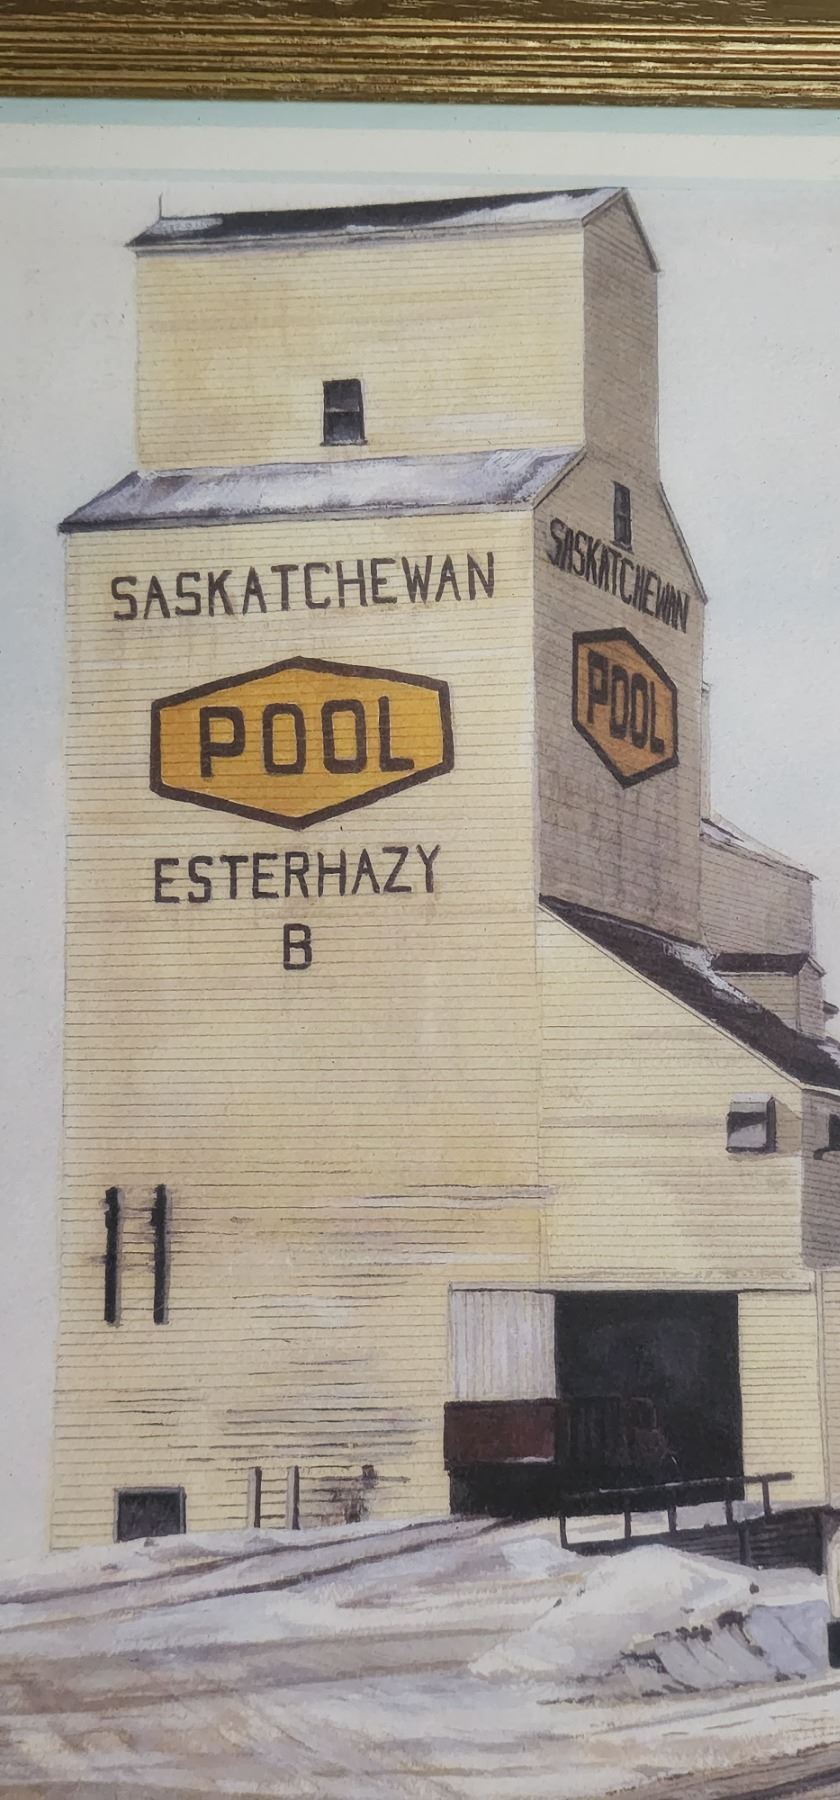 SASKATCHEWAN
POOL
ESTERHAZY
B
SASKATCHEWAN
POOL